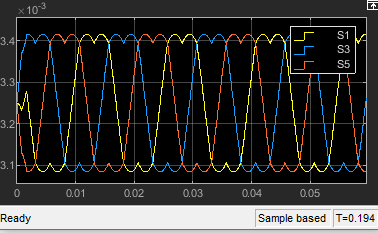 ×10⁻³
3.4
3.3
3.2
3.1
S1
S3
S5
0
0.01
0.02
0.03
0.04
0.05
Ready
Sample based
T=0.194